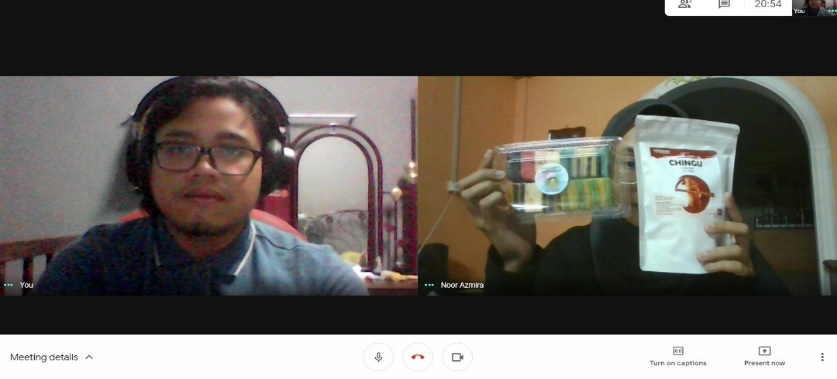 20:54
You
You
Noor Azmira
CHINGU
Meeting details
Turn on captions
Present now